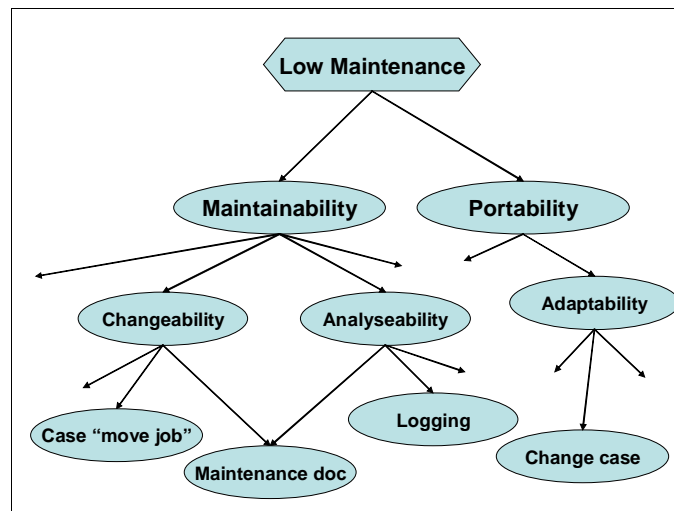 Low Maintenance
Maintainability
Portability
Changeability
Analyseability
Adaptability
Case “move job”
Maintenance doc
Logging
Change case